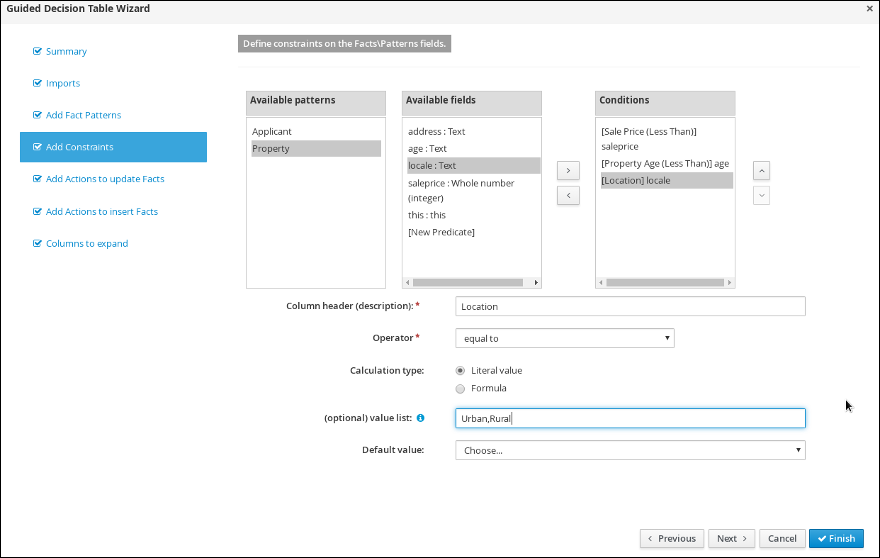 Guided Decision Table Wizard ×
Summary
Imports
Add Fact Patterns
Add Constraints
Add Actions to update Facts
Add Actions to insert Facts
Columns to expand
Define constraints on the Facts\Patterns fields.
Available patterns
Applicant
Property
Available fields
address : Text
age : Text
locale : Text
saleprice : Whole number
(integer)
this : this
[New Predicate]
Conditions
[Sale Price (Less Than)]
saleprice
[Property Age (Less Than)] age
[Location] locale
Column header (description): * Location
Operator * equal to
Calculation type: Literal value
Formula
(optional) value list: Urban,Rural
Default value: Choose...
Previous Next Cancel Finish